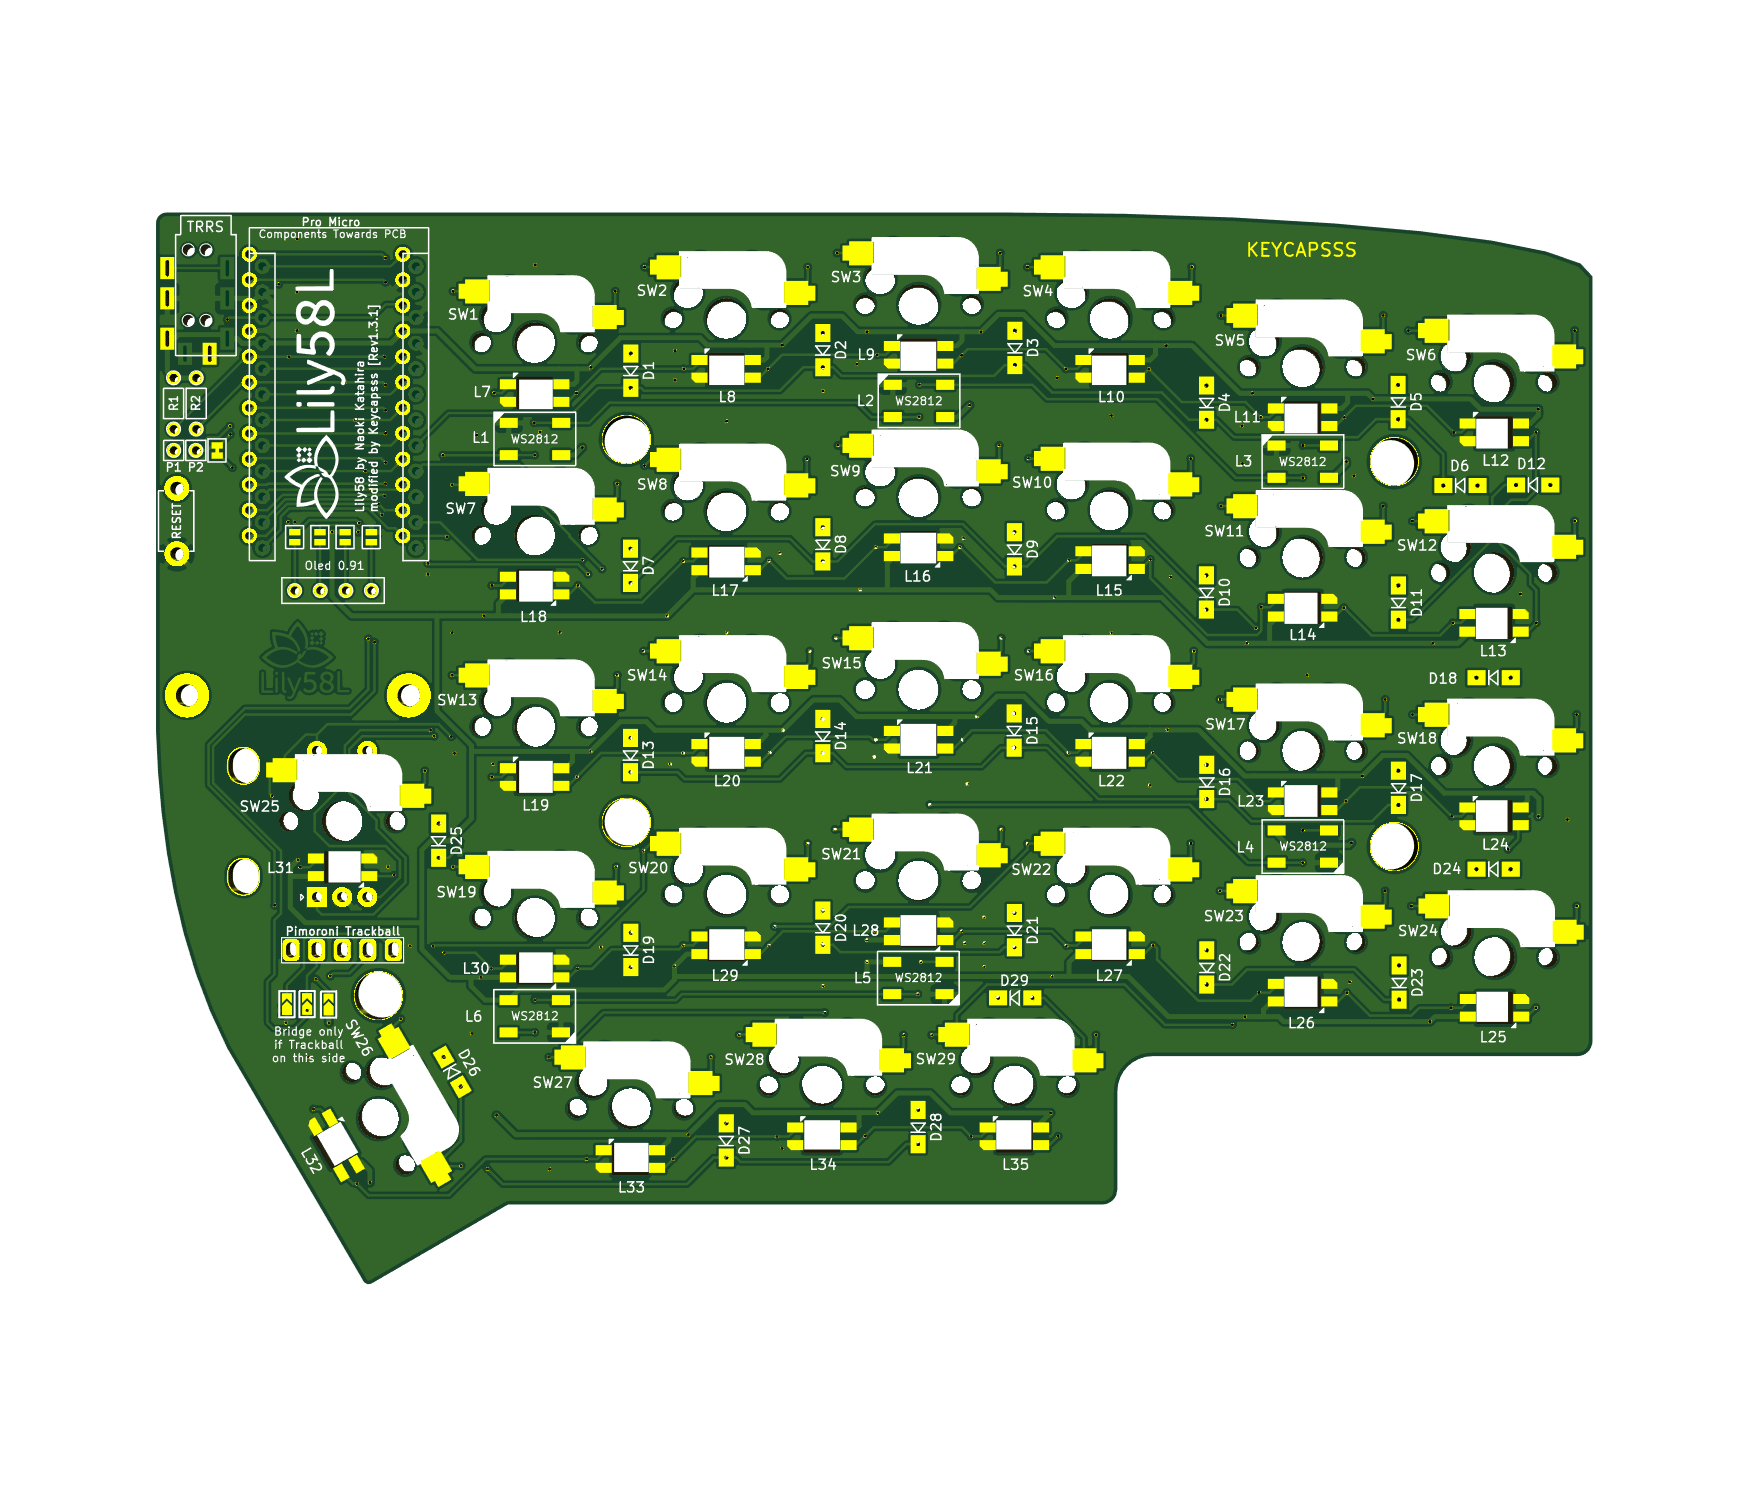 TRRS
Pro Micro
Components Towards PCB
KEYCAPSSS
Lily58L
Lily58 by Naoki Katahira
modified by Keycapsss [Rev1.3.1]
R1
R2
P1
P2
RESET
Oled 0.91
SW1
SW2
SW3
SW4
SW5
SW6
L7
D1
L8
D2
L9
D3
L10
D4
L11
D5
L12
L1
WS2812
L2
WS2812
L3
WS2812
D6
D12
SW7
SW8
SW9
SW10
SW11
SW12
L18
D7
L17
D8
L16
D9
L15
D10
L14
D11
L13
Lily58L
SW13
SW14
SW15
SW16
SW17
SW18
D18
L19
D13
L20
D14
L21
D15
L22
D16
L23
D17
L24
L4
WS2812
D24
SW25
D25
L31
SW19
SW20
SW21
SW22
SW23
SW24
Pimoroni Trackball
L30
D19
L29
D20
L28
D21
L27
D22
L26
D23
L25
L6
WS2812
L5
WS2812
D29
Bridge only
if Trackball
on this side
SW26
D26
L32
SW27
SW28
SW29
L33
D27
L34
D28
L35